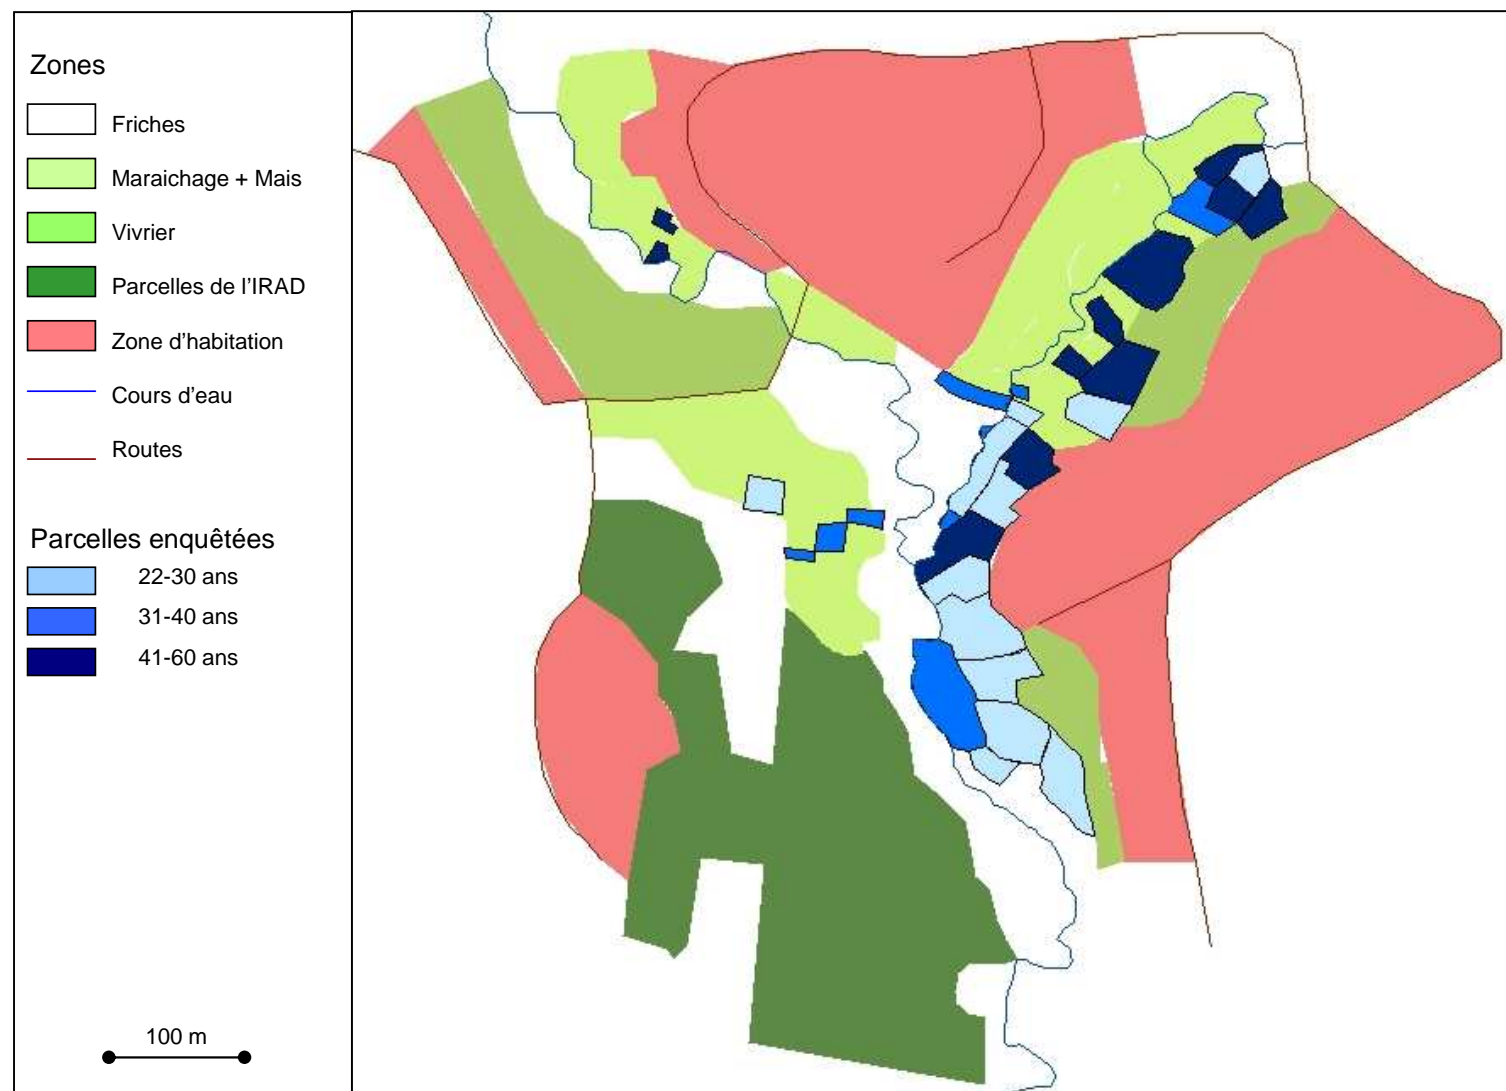 Zones
Friches
Maraichage + Mais
Vivrier
Parcelles de l'IRAD
Zone d'habitation
Cours d'eau
Routes
Parcelles enquêtées
22-30 ans
31-40 ans
41-60 ans
100 m